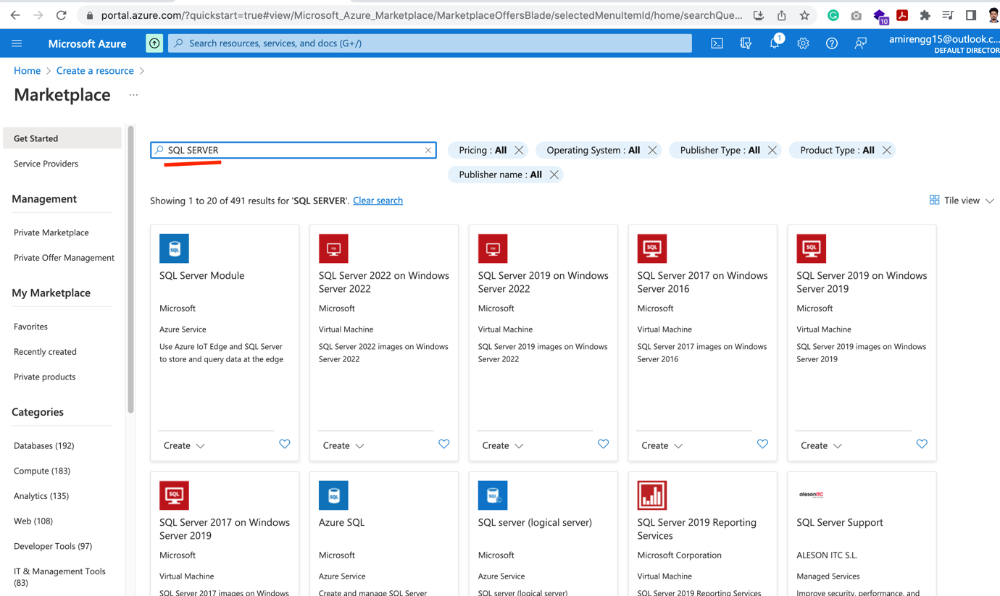 portal.azure.com/?quickstart=true#view/Microsoft_Azure_Marketplace/MarketplaceOffersBlade/selectedMenuItemId/home/searchQue...
10
Microsoft Azure
Search resources, services, and docs (G+/)
1
amirengg15@outlook.c...
DEFAULT DIRECTOR
Home > Create a resource >
Marketplace ...
Get Started
Service Providers
Management
Private Marketplace
Private Offer Management
My Marketplace
Favorites
Recently created
Private products
Categories
Databases (192)
Compute (183)
Analytics (135)
Web (108)
Developer Tools (97)
IT & Management Tools
(83)
SQL SERVER
Pricing : All
Operating System : All
Publisher Type : All
Product Type : All
Publisher name : All
Showing 1 to 20 of 491 results for 'SQL SERVER'. Clear search
Tile view
SQL
SQL Server Module
Microsoft
Azure Service
Use Azure IoT Edge and SQL Server
to store and query data at the edge
Create
SQL
SQL Server 2022 on Windows
Server 2022
Microsoft
Virtual Machine
SQL Server 2022 images on Windows
Server 2022
Create
SQL
SQL Server 2019 on Windows
Server 2022
Microsoft
Virtual Machine
SQL Server 2019 images on Windows
Server 2022
Create
SQL
SQL Server 2017 on Windows
Server 2016
Microsoft
Virtual Machine
SQL Server 2017 images on Windows
Server 2016
Create
SQL
SQL Server 2019 on Windows
Server 2019
Microsoft
Virtual Machine
SQL Server 2019 images on Windows
Server 2019
Create
SQL
SQL Server 2017 on Windows
Server 2019
Microsoft
Virtual Machine
SQL Server 2017 images on Windows
SQL
Azure SQL
Microsoft
Azure Service
Create and manage SQL Server
SQL
SQL server (logical server)
Microsoft
Azure Service
SQL server (logical server)
SQL Server 2019 Reporting
Services
Microsoft Corporation
Virtual Machine
SQL Server 2019 Reporting Services
alesonITC
SQL Server Support
ALESON ITC S.L.
Managed Services
Improve security, performance, and